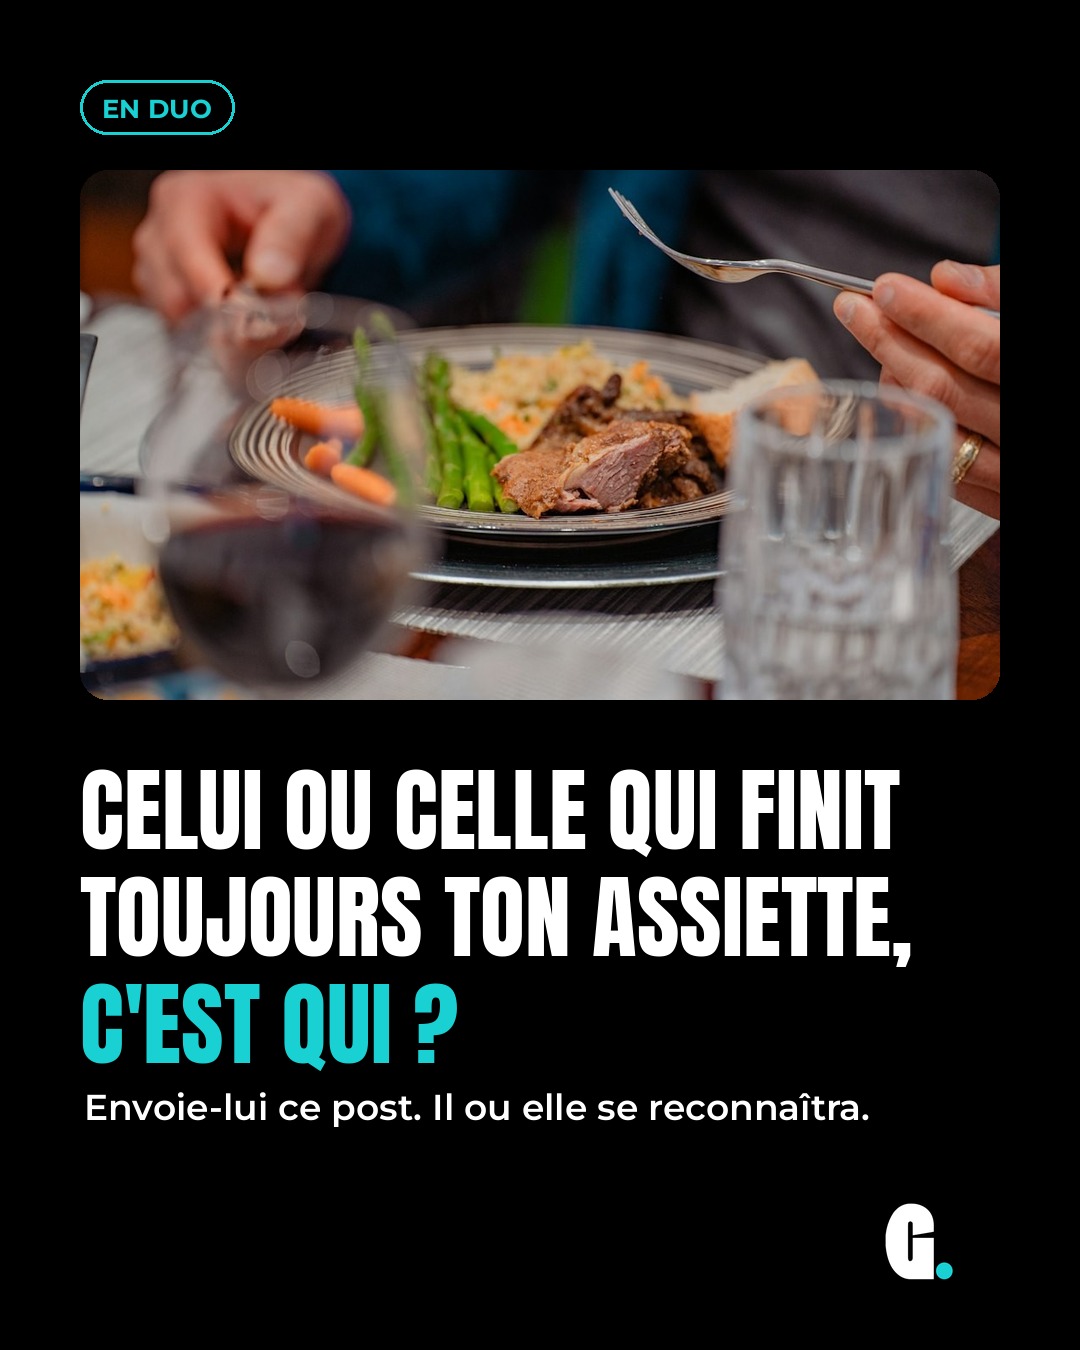 EN DUO
CELUI OU CELLE QUI FINIT
TOUJOURS TON ASSIETTE,
C'EST QUI ?
Envoie-lui ce post. Il ou elle se reconnaîtra.
G.